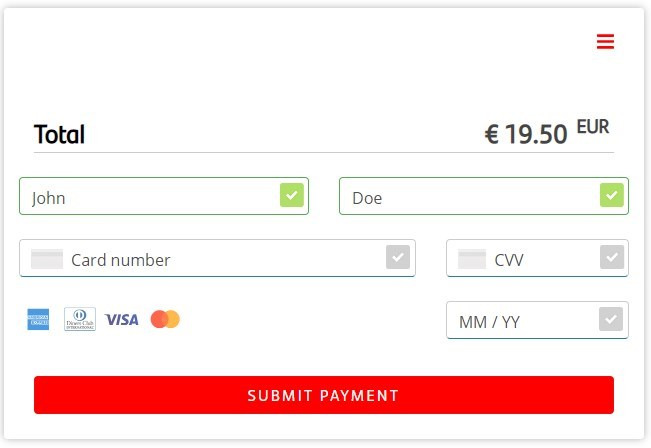 Total € 19.50 EUR
John Doe
Card number CVV
AMERICAN EXPRESS Diners Club INTERNATIONAL VISA MM / YY
SUBMIT PAYMENT